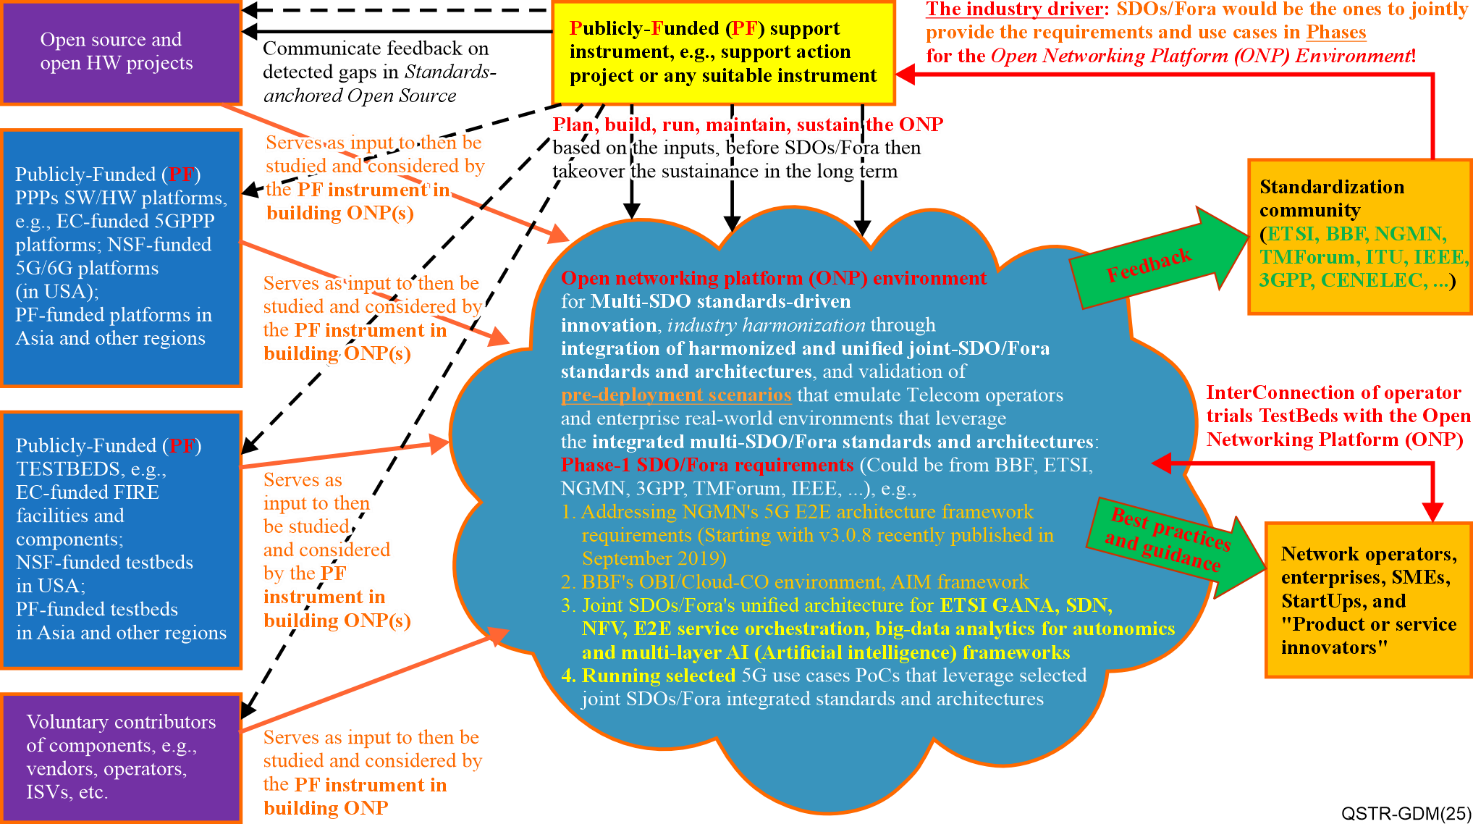 Open source and
open HW projects
Communicate feedback on
detected gaps in Standards-
anchored Open Source
Publicly-Funded (PF) support
instrument, e.g., support action
project or any suitable instrument
The industry driver: SDOs/Fora would be the ones to jointly
provide the requirements and use cases in Phases
for the Open Networking Platform (ONP) Environment!
Plan, build, run, maintain, sustain the ONP
based on the inputs, before SDOs/Fora then
takeover the sustainance in the long term
Serves as input to then be
studied and considered by
the PF instrument in
building ONP(s)
Publicly-Funded (PF)
PPPs SW/HW platforms,
e.g., EC-funded 5GPPP
platforms; NSF-funded
5G/6G platforms
(in USA);
PF-funded platforms in
Asia and other regions
Serves as input to then be
studied and considered by
the PF instrument in
building ONP(s)
Publicly-Funded (PF)
TESTBEDS, e.g.,
EC-funded FIRE
facilities and
components;
NSF-funded testbeds
in USA;
PF-funded testbeds
in Asia and other regions
Serves as
input to then
be studied
and considered
by the PF
instrument in
building ONP(s)
Voluntary contributors
of components, e.g.,
vendors, operators,
ISVs, etc.
Serves as input to then be
studied and considered by
the PF instrument in
building ONP
Open networking platform (ONP) environment
for Multi-SDO standards-driven
innovation, industry harmonization through
integration of harmonized and unified joint-SDO/Fora
standards and architectures, and validation of
pre-deployment scenarios that emulate Telecom operators
and enterprise real-world environments that leverage
the integrated multi-SDO/Fora standards and architectures:
Phase-1 SDO/Fora requirements (Could be from BBF, ETSI,
NGMN, 3GPP, TMForum, IEEE, ...), e.g.,
1. Addressing NGMN's 5G E2E architecture framework
requirements (Starting with v3.0.8 recently published in
September 2019)
2. BBF's OBI/Cloud-CO environment, AIM framework
3. Joint SDOs/Fora's unified architecture for ETSI GANA, SDN,
NFV, E2E service orchestration, big-data analytics for autonomics
and multi-layer AI (Artificial intelligence) frameworks
4. Running selected 5G use cases PoCs that leverage selected
joint SDOs/Fora integrated standards and architectures
Feedback
Standardization
community
(ETSI, BBF, NGMN,
TMForum, ITU, IEEE,
3GPP, CENELEC, ...)
InterConnection of operator
trials TestBeds with the Open
Networking Platform (ONP)
Best practices
and guidance
Network operators,
enterprises, SMEs,
StartUps, and
"Product or service
innovators"
QSTR-GDM(25)